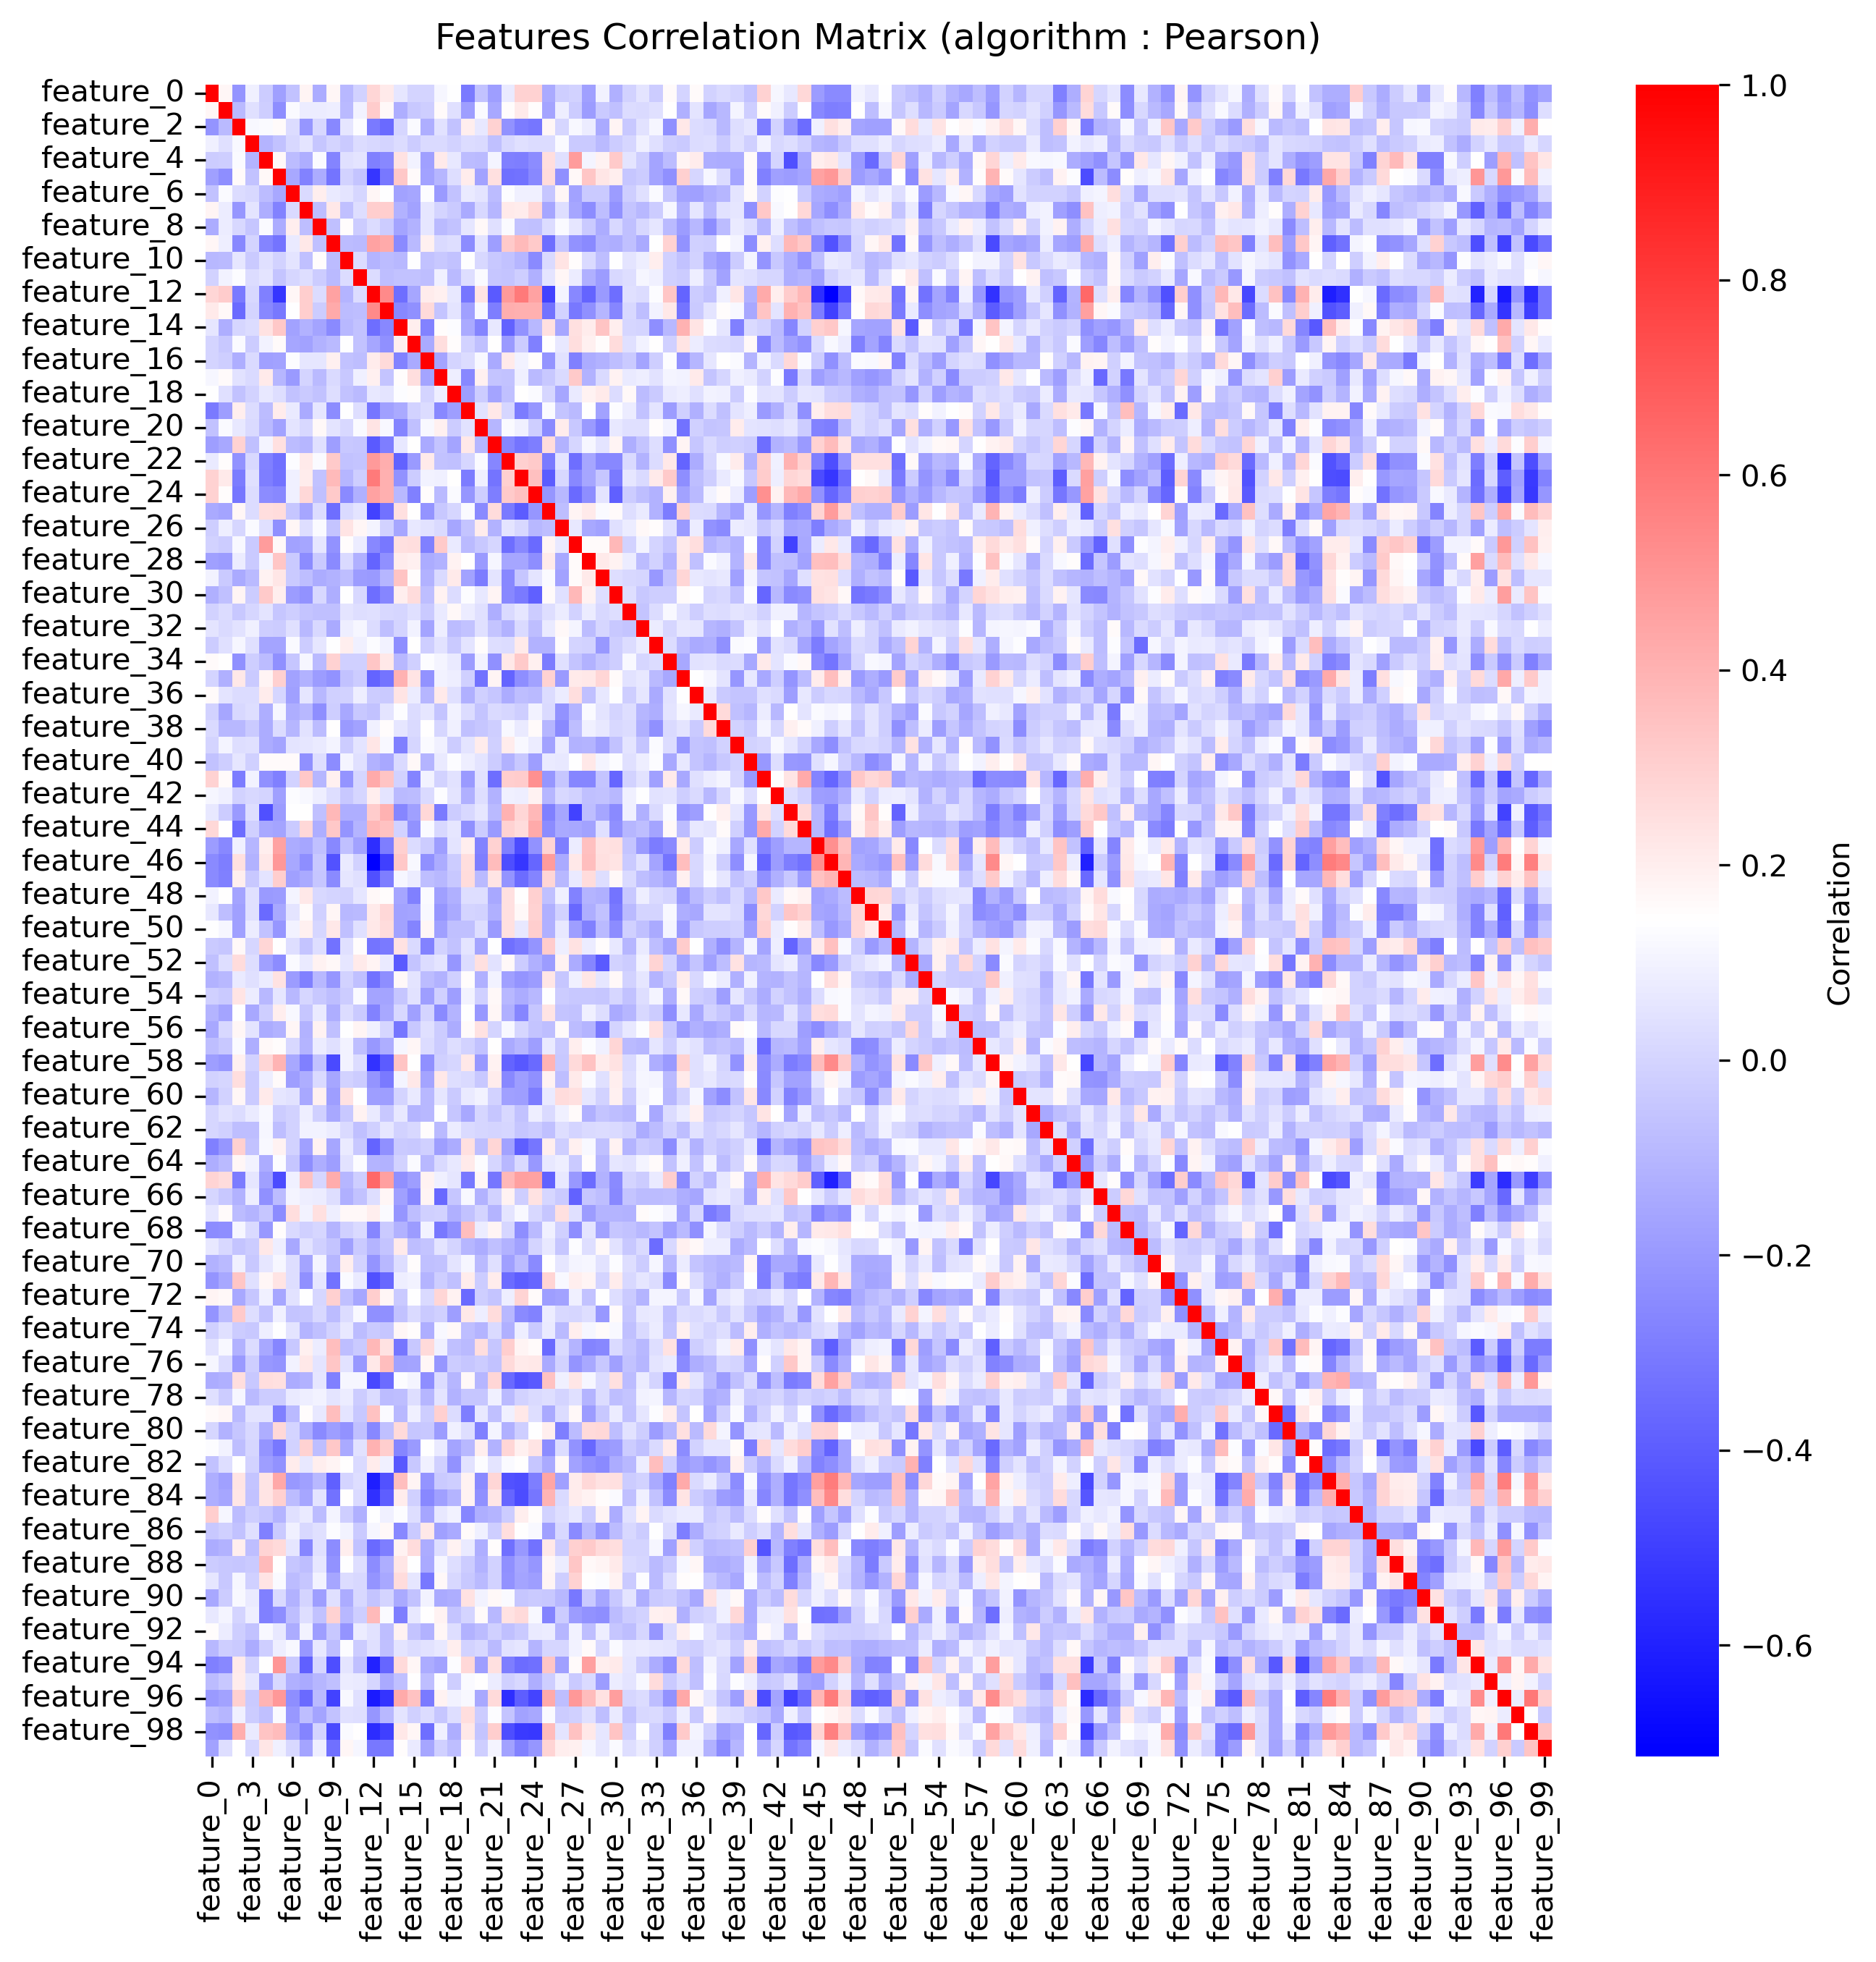 Features Correlation Matrix (algorithm : Pearson)
feature_0
feature_2
feature_4
feature_6
feature_8
feature_10
feature_12
feature_14
feature_16
feature_18
feature_20
feature_22
feature_24
feature_26
feature_28
feature_30
feature_32
feature_34
feature_36
feature_38
feature_40
feature_42
feature_44
feature_46
feature_48
feature_50
feature_52
feature_54
feature_56
feature_58
feature_60
feature_62
feature_64
feature_66
feature_68
feature_70
feature_72
feature_74
feature_76
feature_78
feature_80
feature_82
feature_84
feature_86
feature_88
feature_90
feature_92
feature_94
feature_96
feature_98
feature_0
feature_3
feature_6
feature_9
feature_12
feature_15
feature_18
feature_21
feature_24
feature_27
feature_30
feature_33
feature_36
feature_39
feature_42
feature_45
feature_48
feature_51
feature_54
feature_57
feature_60
feature_63
feature_66
feature_69
feature_72
feature_75
feature_78
feature_81
feature_84
feature_87
feature_90
feature_93
feature_96
feature_99
1.0
0.8
0.6
0.4
0.2
0.0
−0.2
−0.4
−0.6
Correlation